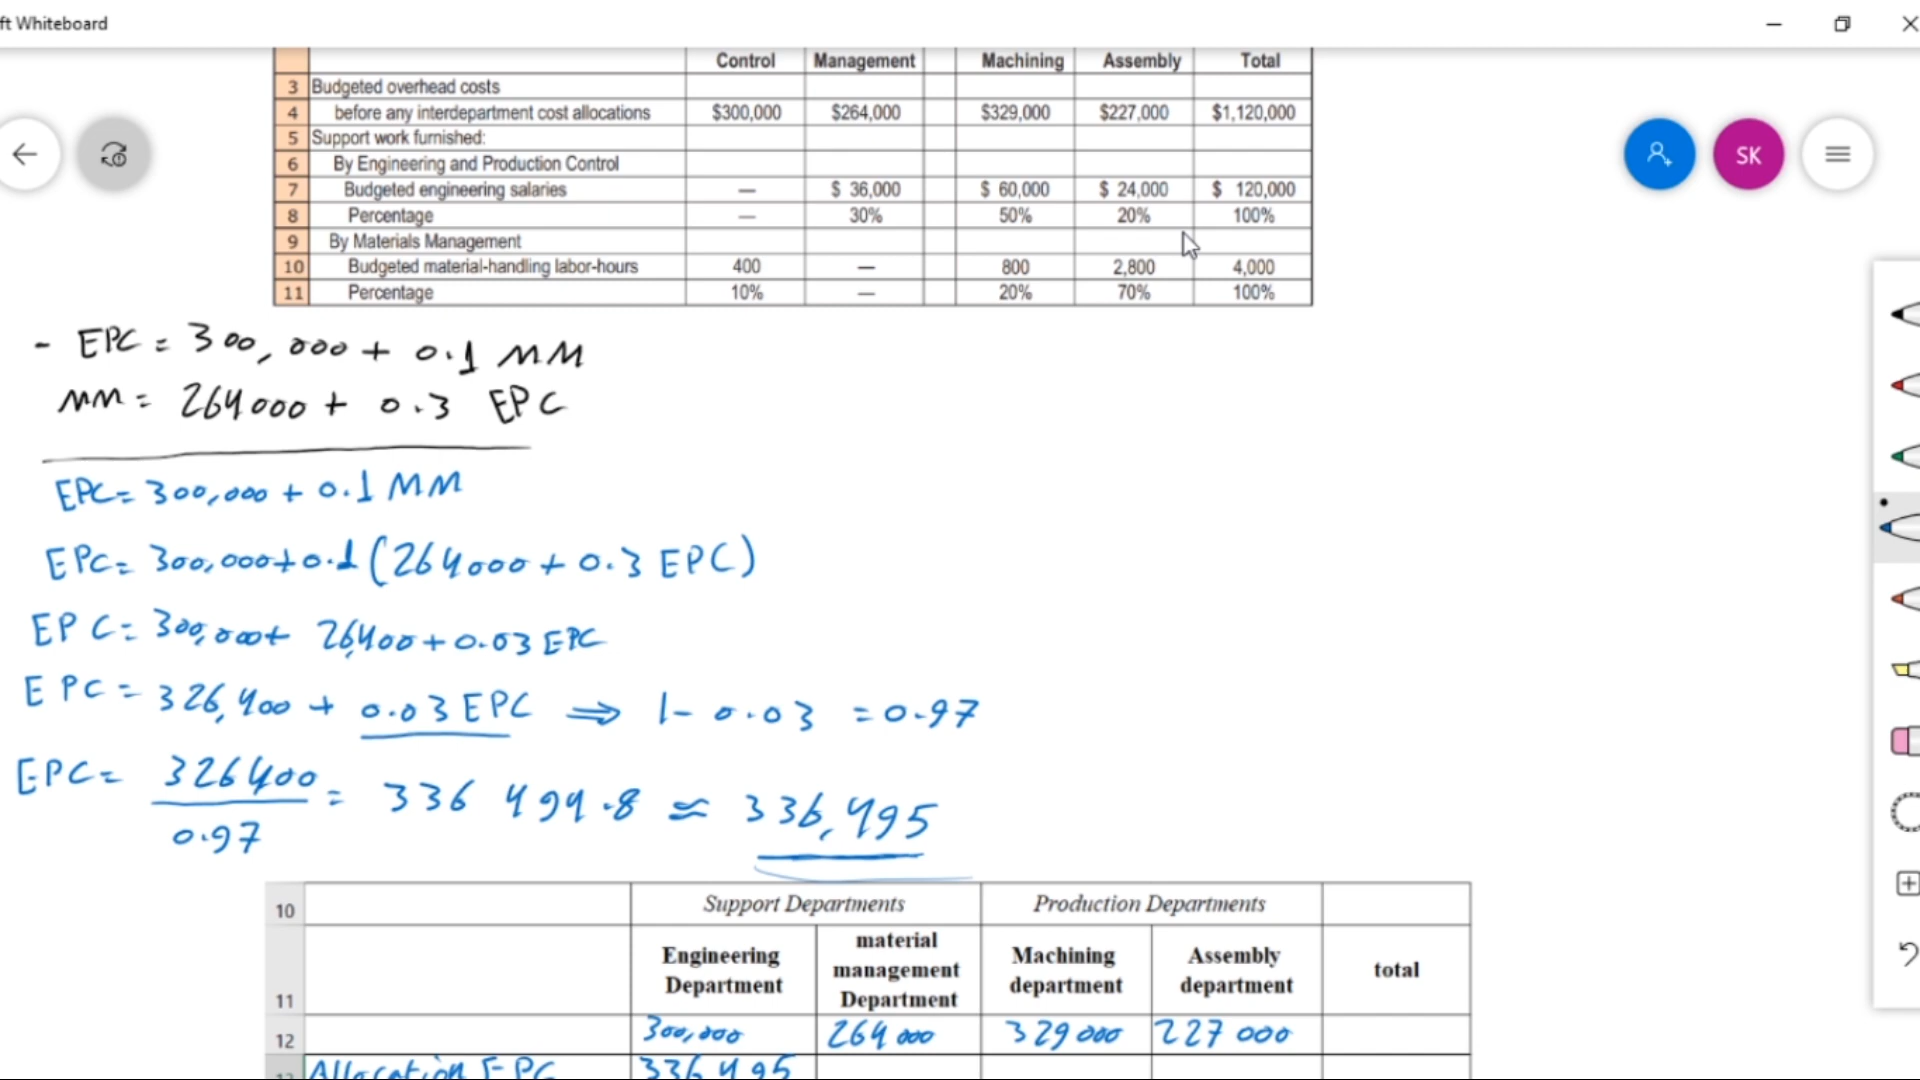 ft Whiteboard
Control Management Machining Assembly Total
3 Budgeted overhead costs
4 before any interdepartment cost allocations $300,000 $264,000 $329,000 $227,000 $1,120,000
5 Support work furnished:
6 By Engineering and Production Control
7 Budgeted engineering salaries — $ 36,000 $ 60,000 $ 24,000 $ 120,000
8 Percentage — 30% 50% 20% 100%
9 By Materials Management
10 Budgeted material-handling labor-hours 400 — 800 2,800 4,000
11 Percentage 10% — 20% 70% 100%
SK
- EPC = 300,000 + 0.1 MM
MM = 264000 + 0.3 EPC
EPC = 300,000 + 0.1 MM
EPC = 300,000 + 0.1 (264000 + 0.3 EPC)
EPC = 300,000 + 26,400 + 0.03 EPC
EPC = 326,400 + 0.03 EPC ⇒ 1 - 0.03 = 0.97
EPC = 326400 / 0.97 = 336 494.8 ≈ 336,495
10 Support Departments Production Departments
11 Engineering Department material management Department Machining department Assembly department total
12 300,000 264 000 329 000 227 000
13 Allocation EPC 336 495